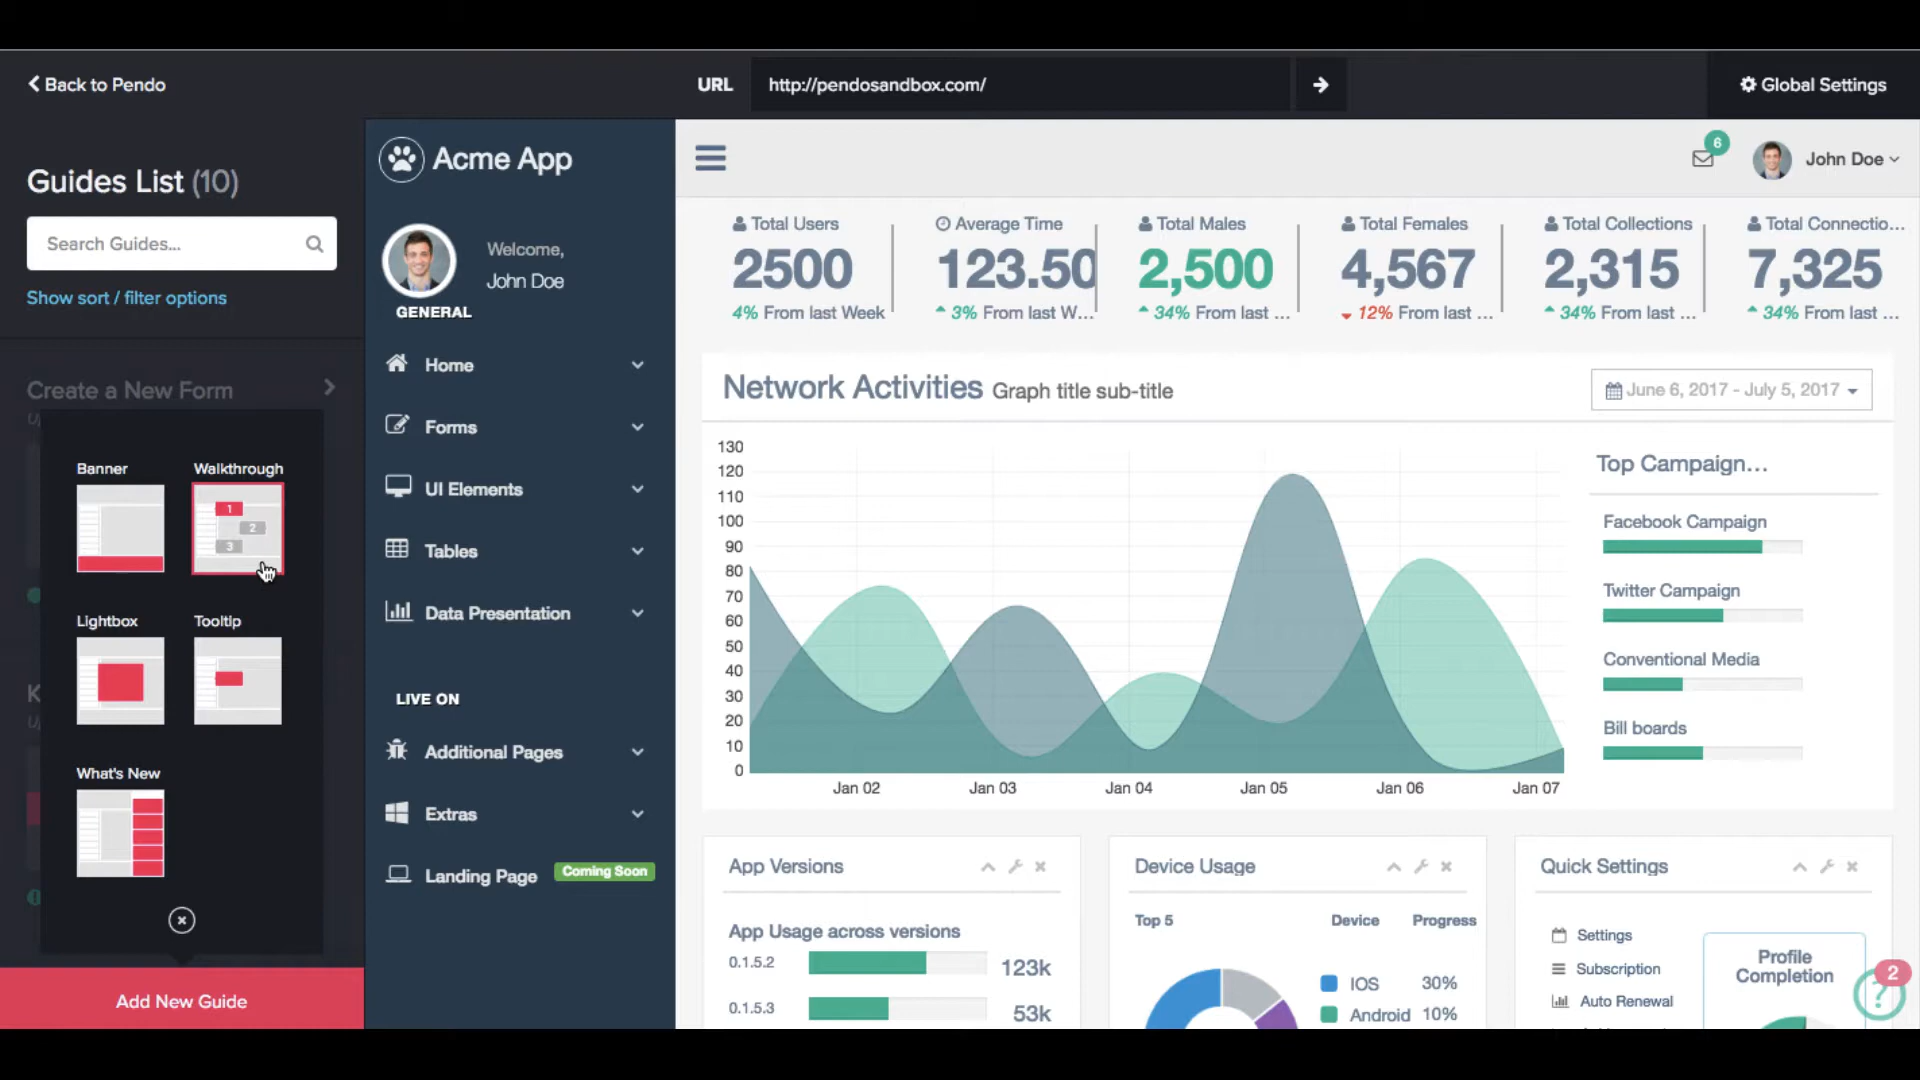 Back to Pendo
URL
http://pendosandbox.com/
Global Settings
Guides List (10)
Search Guides...
Show sort / filter options
Create a New Form
Banner
Walkthrough
1
2
3
Lightbox
Tooltip
What's New
Add New Guide
Acme App
Welcome,
John Doe
GENERAL
Home
Forms
UI Elements
Tables
Data Presentation
LIVE ON
Additional Pages
Extras
Landing Page
Coming Soon
6
John Doe
Total Users
2500
4% From last Week
Average Time
123.50
3% From last W...
Total Males
2,500
34% From last ...
Total Females
4,567
12% From last ...
Total Collections
2,315
34% From last ...
Total Connectio...
7,325
34% From last ...
Network Activities Graph title sub-title
June 6, 2017 - July 5, 2017
130
120
110
100
90
80
70
60
50
40
30
20
10
0
Jan 02
Jan 03
Jan 04
Jan 05
Jan 06
Jan 07
Top Campaign...
Facebook Campaign
Twitter Campaign
Conventional Media
Bill boards
App Versions
App Usage across versions
0.1.5.2
123k
0.1.5.3
53k
Device Usage
Top 5
Device
Progress
IOS
30%
Android
10%
Quick Settings
Settings
Subscription
Auto Renewal
Profile
Completion
2
?